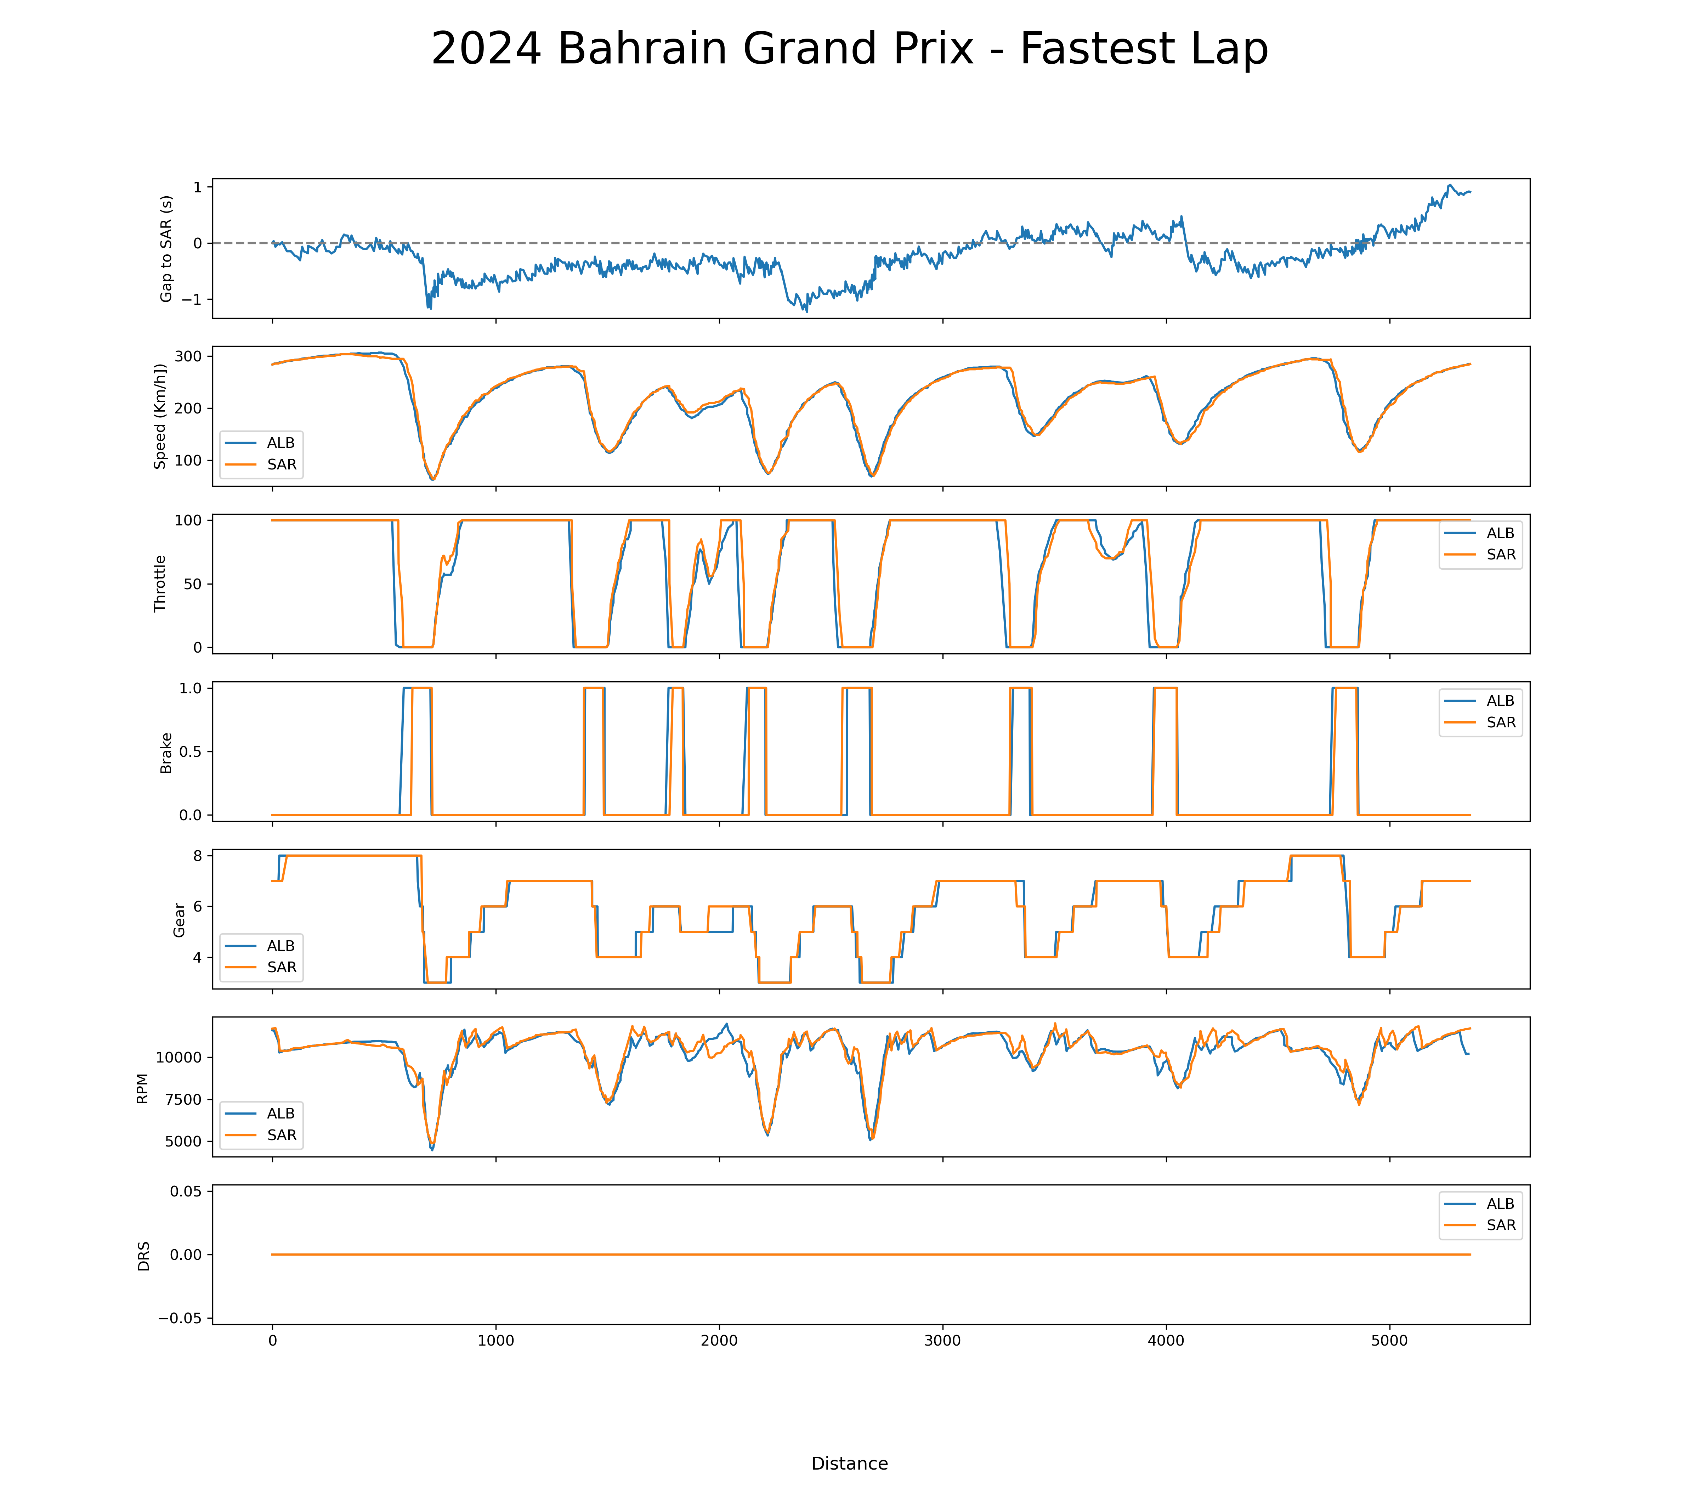 2024 Bahrain Grand Prix - Fastest Lap
Gap to SAR (s)
1
0
−1
Speed (Km/h])
300
200
100
ALB
SAR
Throttle
100
50
0
ALB
SAR
Brake
1.0
0.5
0.0
ALB
SAR
Gear
8
6
4
ALB
SAR
RPM
10000
7500
5000
ALB
SAR
DRS
0.05
0.00
−0.05
ALB
SAR
0 1000 2000 3000 4000 5000
Distance